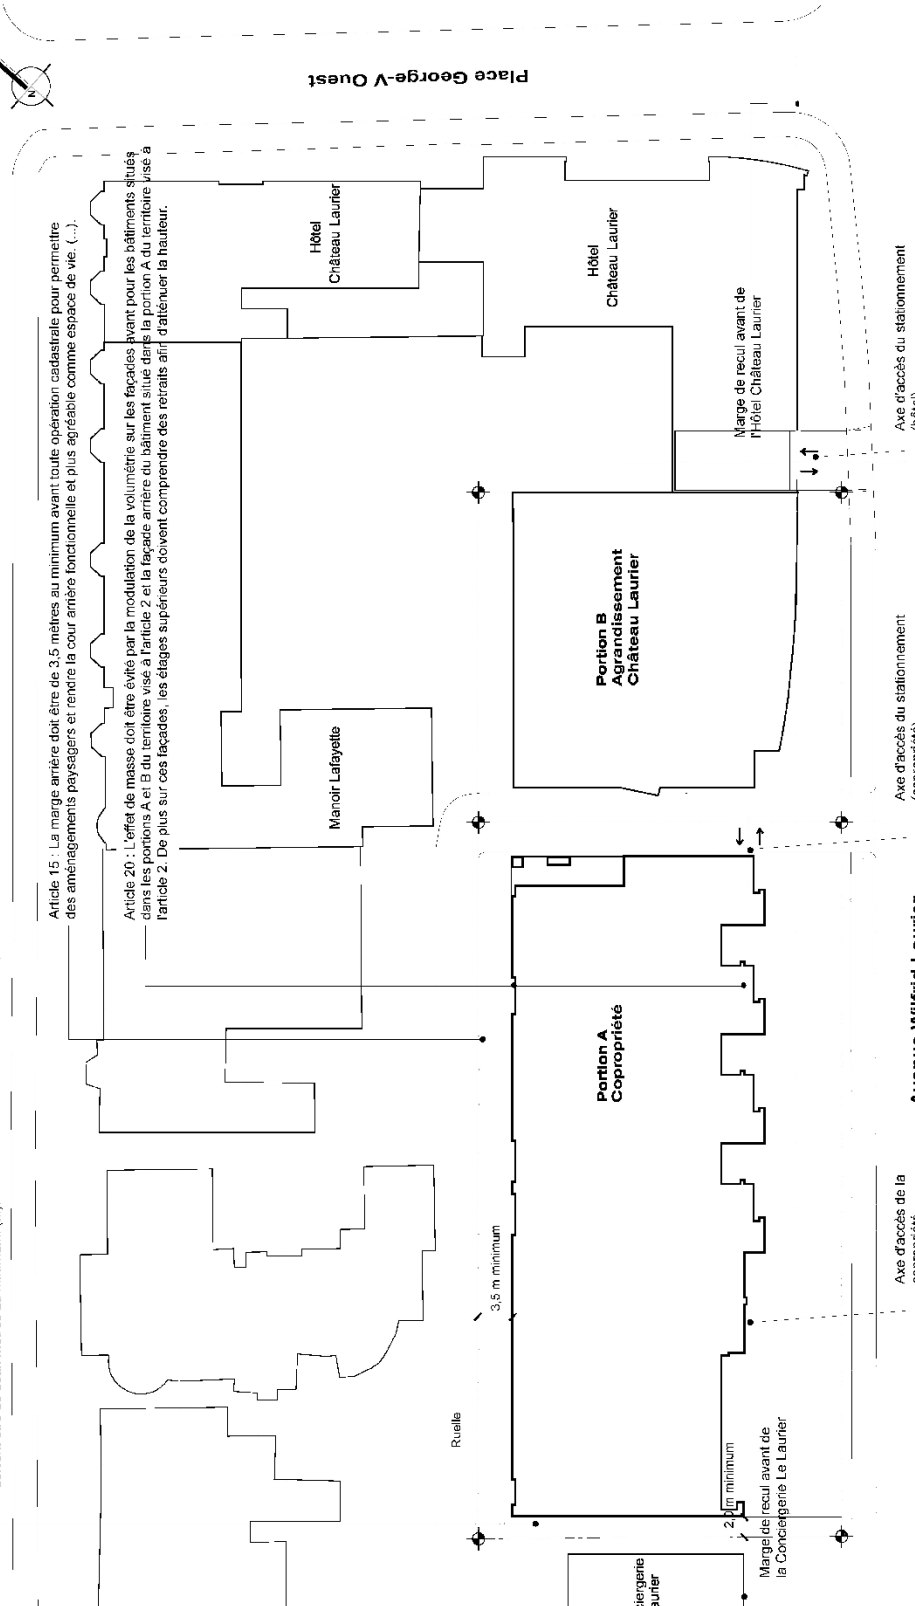 Place George-V Ouest
N
Article 15 : La marge arrière doit être de 3,5 mètres au minimum avant toute opération cadastrale pour permettre
des aménagements paysagers et rendre la cour arrière fonctionnelle et plus agréable comme espace de vie. (...).
Article 20 : L'effet de masse doit être évité par la modulation de la volumétrie sur les façades avant pour les bâtiments situés
dans les portions A et B du territoire visé à l'article 2 et la façade arrière du bâtiment situé dans la portion A du territoire visé à
l'article 2. De plus sur ces façades, les étages supérieurs doivent comprendre des retraits afin d'atténuer la hauteur.
Hôtel
Château Laurier
Hôtel
Château Laurier
Marge de recul avant de
l'Hôtel Château Laurier
Axe d'accès du stationnement
(hôtel)
Portion B
Agrandissement
Château Laurier
Manoir Lafayette
Axe d'accès du stationnement
(copropriété)
Portion A
Copropriété
Avenue Wilfrid-Laurier
Axe d'accès de la
copropriété
3,5 m minimum
Ruelle
2,0 m minimum
Marge de recul avant de
la Conciergerie Le Laurier
ciergerie
aurier